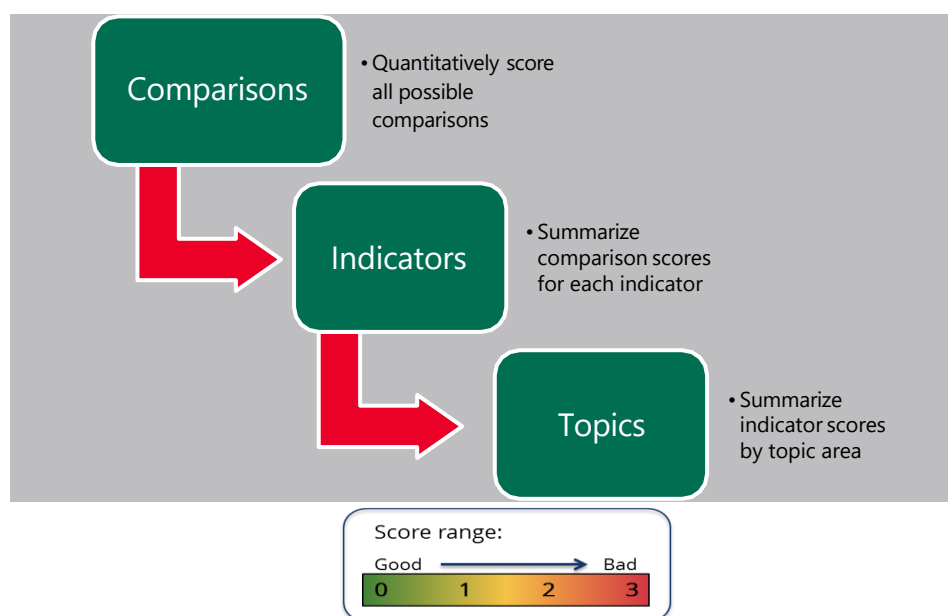 Comparisons
• Quantitatively score
all possible
comparisons
Indicators
• Summarize
comparison scores
for each indicator
Topics
• Summarize
indicator scores
by topic area
Score range:
Good Bad
0 1 2 3